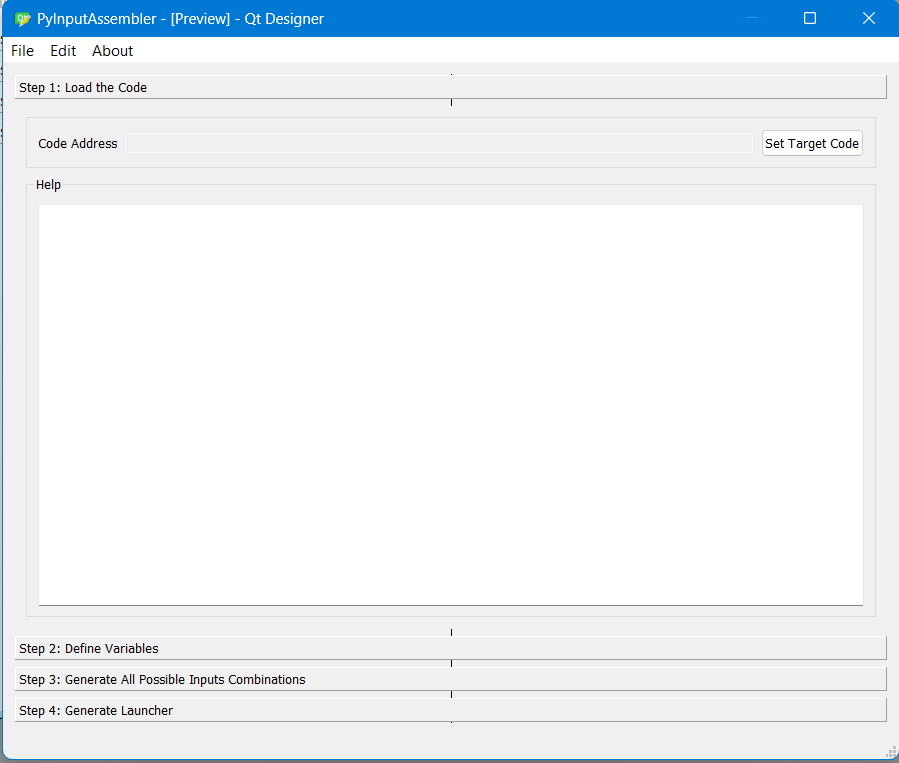 PyInputAssembler - [Preview] - Qt Designer
File Edit About
Step 1: Load the Code
Code Address Set Target Code
Help
Step 2: Define Variables
Step 3: Generate All Possible Inputs Combinations
Step 4: Generate Launcher